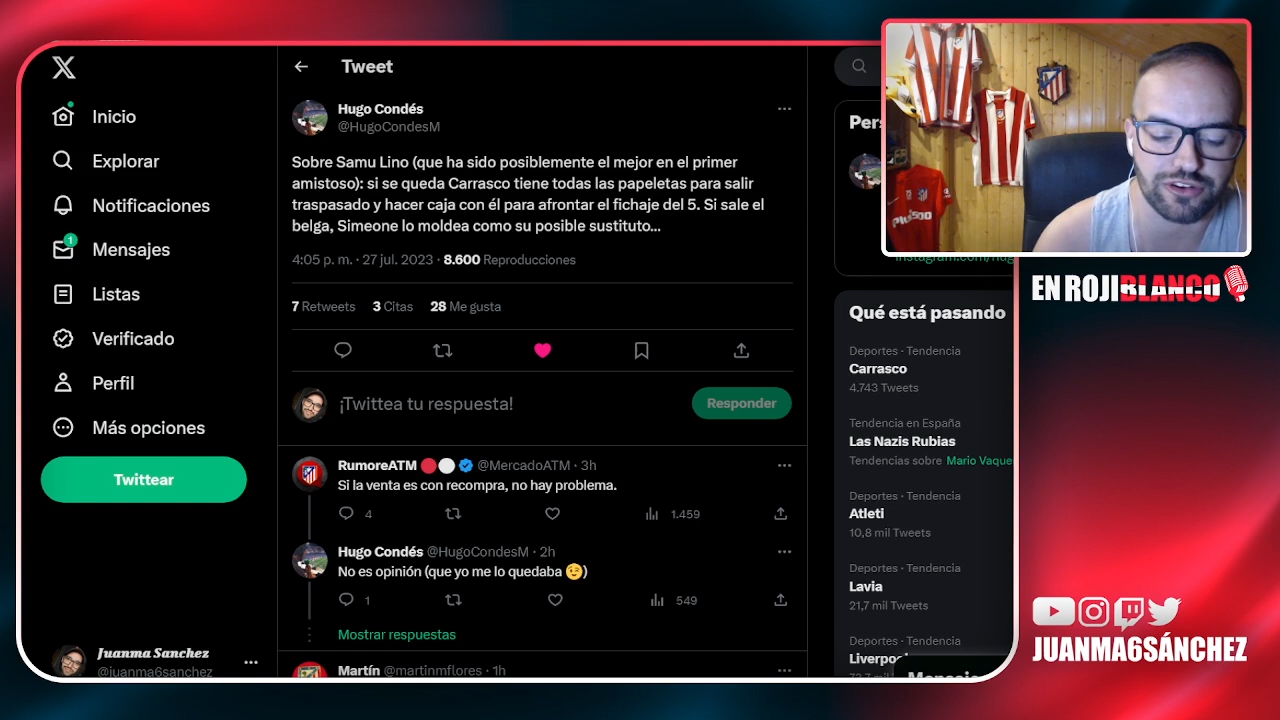 Inicio
Explorar
Notificaciones
1
Mensajes
Listas
Verificado
Perfil
Más opciones
Twittear
Juanma Sanchez
@juanma6sanchez
Tweet
Hugo Condés
@HugoCondesM
Sobre Samu Lino (que ha sido posiblemente el mejor en el primer
amistoso): si se queda Carrasco tiene todas las papeletas para salir
traspasado y hacer caja con él para afrontar el fichaje del 5. Si sale el
belga, Simeone lo moldea como su posible sustituto...
4:05 p. m. · 27 jul. 2023 · 8.600 Reproducciones
7 Retweets 3 Citas 28 Me gusta
¡Twittea tu respuesta!
Responder
RumoreATM @MercadoATM · 3h
Si la venta es con recompra, no hay problema.
4 1.459
Hugo Condés @HugoCondesM · 2h
No es opinión (que yo me lo quedaba 😉)
1 549
Mostrar respuestas
Martín @martinmflores · 1h
Qué está pasando
Deportes · Tendencia
Carrasco
4.743 Tweets
Tendencia en España
Las Nazis Rubias
Tendencias sobre Mario Vaque
Deportes · Tendencia
Atleti
10,8 mil Tweets
Deportes · Tendencia
Lavia
21,7 mil Tweets
Deportes · Tendencia
EN ROJIBLANCO
JUANMA6SÁNCHEZ